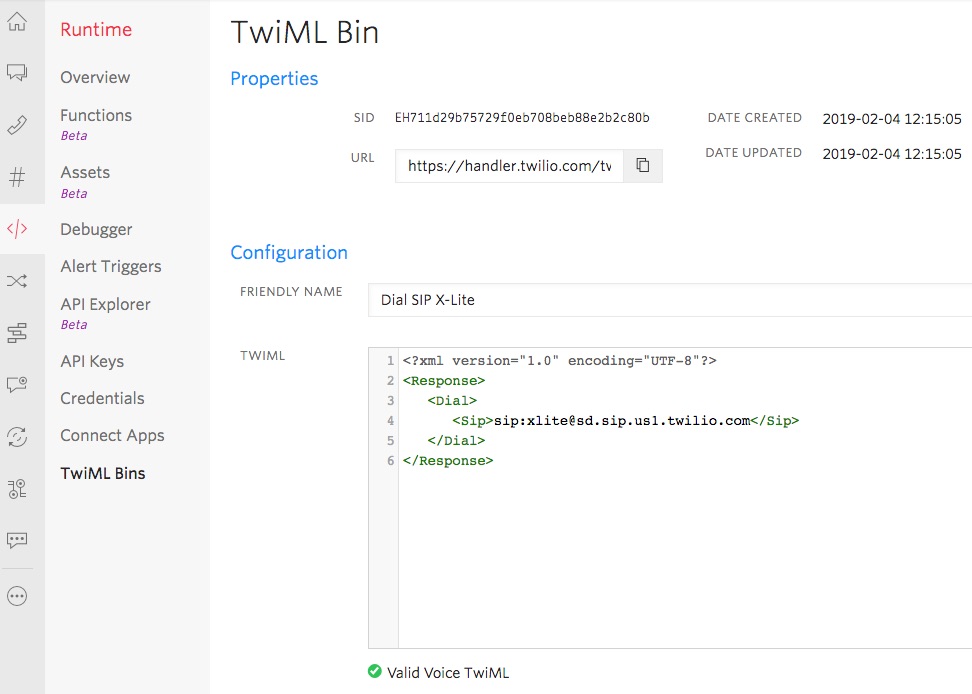 Runtime
Overview
Functions
Beta
Assets
Beta
Debugger
Alert Triggers
API Explorer
Beta
API Keys
Credentials
Connect Apps
TwiML Bins
TwiML Bin
Properties
SID EH711d29b75729f0eb708beb88e2b2c80b
DATE CREATED 2019-02-04 12:15:05
URL https://handler.twilio.com/tw
DATE UPDATED 2019-02-04 12:15:05
Configuration
FRIENDLY NAME Dial SIP X-Lite
TWIML
1 <?xml version="1.0" encoding="UTF-8"?>
2 <Response>
3 <Dial>
4 <Sip>sip:xlite@sd.sip.us1.twilio.com</Sip>
5 </Dial>
6 </Response>
Valid Voice TwiML